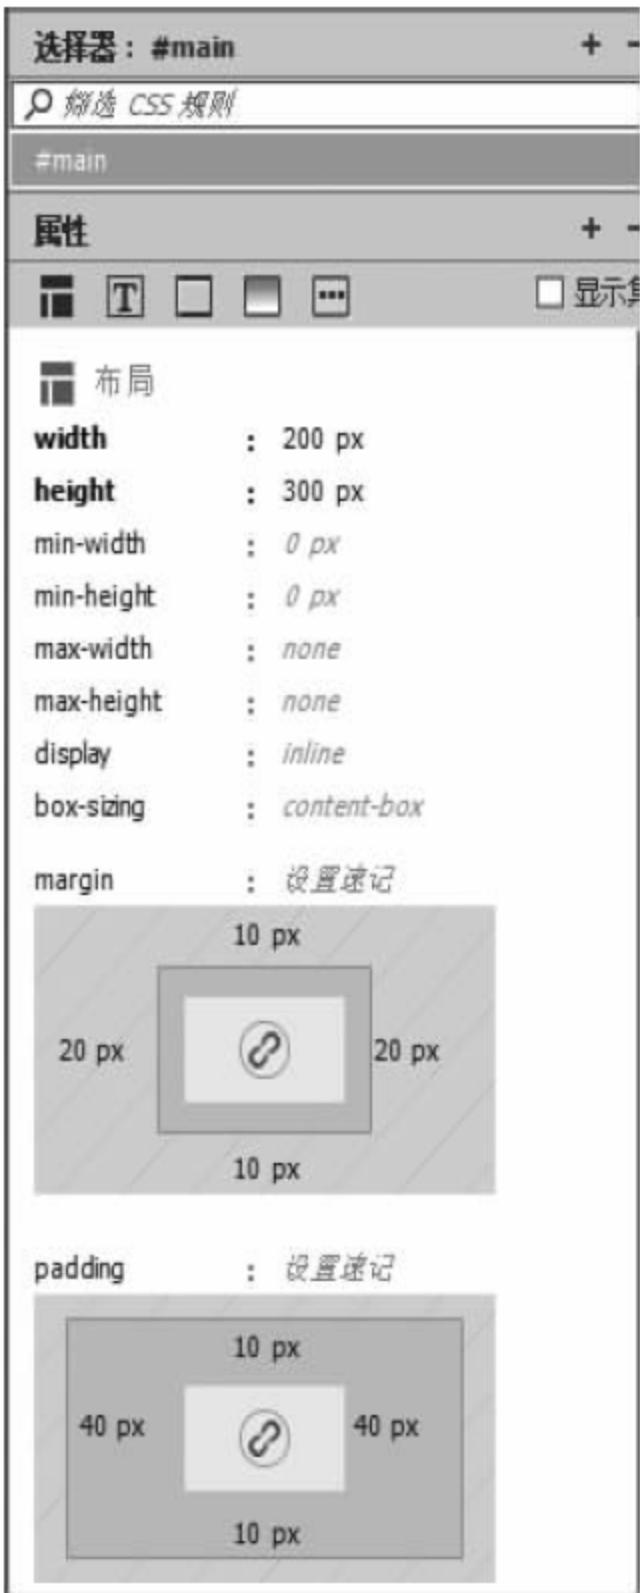 选择器： #main + -
筛选 CSS 规则
#main
属性 + -
T 显示集
布局
width : 200 px
height : 300 px
min-width : 0 px
min-height : 0 px
max-width : none
max-height : none
display : inline
box-sizing : content-box
margin : 设置速记
10 px
20 px 20 px
10 px
padding : 设置速记
10 px
40 px 40 px
10 px